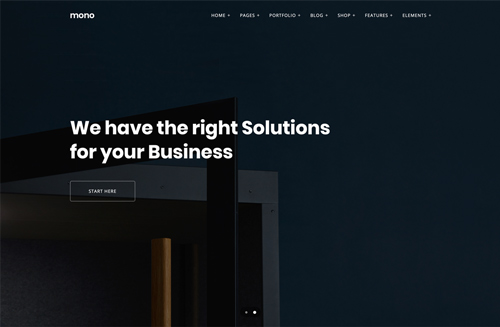 mono
HOME + PAGES + PORTFOLIO + BLOG + SHOP + FEATURES + ELEMENTS +
We have the right Solutions
for your Business
START HERE